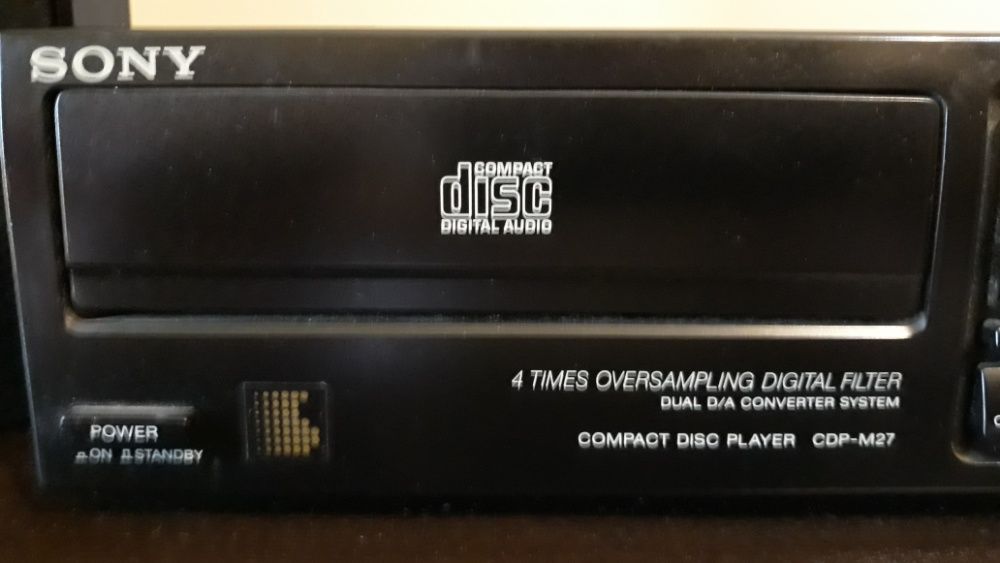 SONY
COMPACT
disc
DIGITAL AUDIO
4 TIMES OVERSAMPLING DIGITAL FILTER
DUAL D/A CONVERTER SYSTEM
COMPACT DISC PLAYER CDP-M27
POWER
ON STANDBY